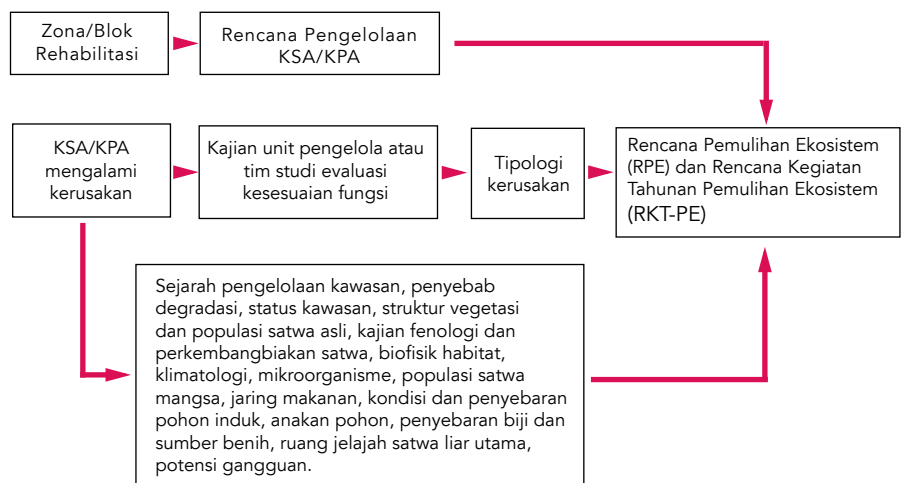 Zona/Blok
Rehabilitasi
Rencana Pengelolaan
KSA/KPA
KSA/KPA
mengalami
kerusakan
Kajian unit pengelola atau
tim studi evaluasi
kesesuaian fungsi
Tipologi
kerusakan
Rencana Pemulihan Ekosistem
(RPE) dan Rencana Kegiatan
Tahunan Pemulihan Ekosistem
(RKT-PE)
Sejarah pengelolaan kawasan, penyebab
degradasi, status kawasan, struktur vegetasi
dan populasi satwa asli, kajian fenologi dan
perkembangbiakan satwa, biofisik habitat,
klimatologi, mikroorganisme, populasi satwa
mangsa, jaring makanan, kondisi dan penyebaran
pohon induk, anakan pohon, penyebaran biji dan
sumber benih, ruang jelajah satwa liar utama,
potensi gangguan.